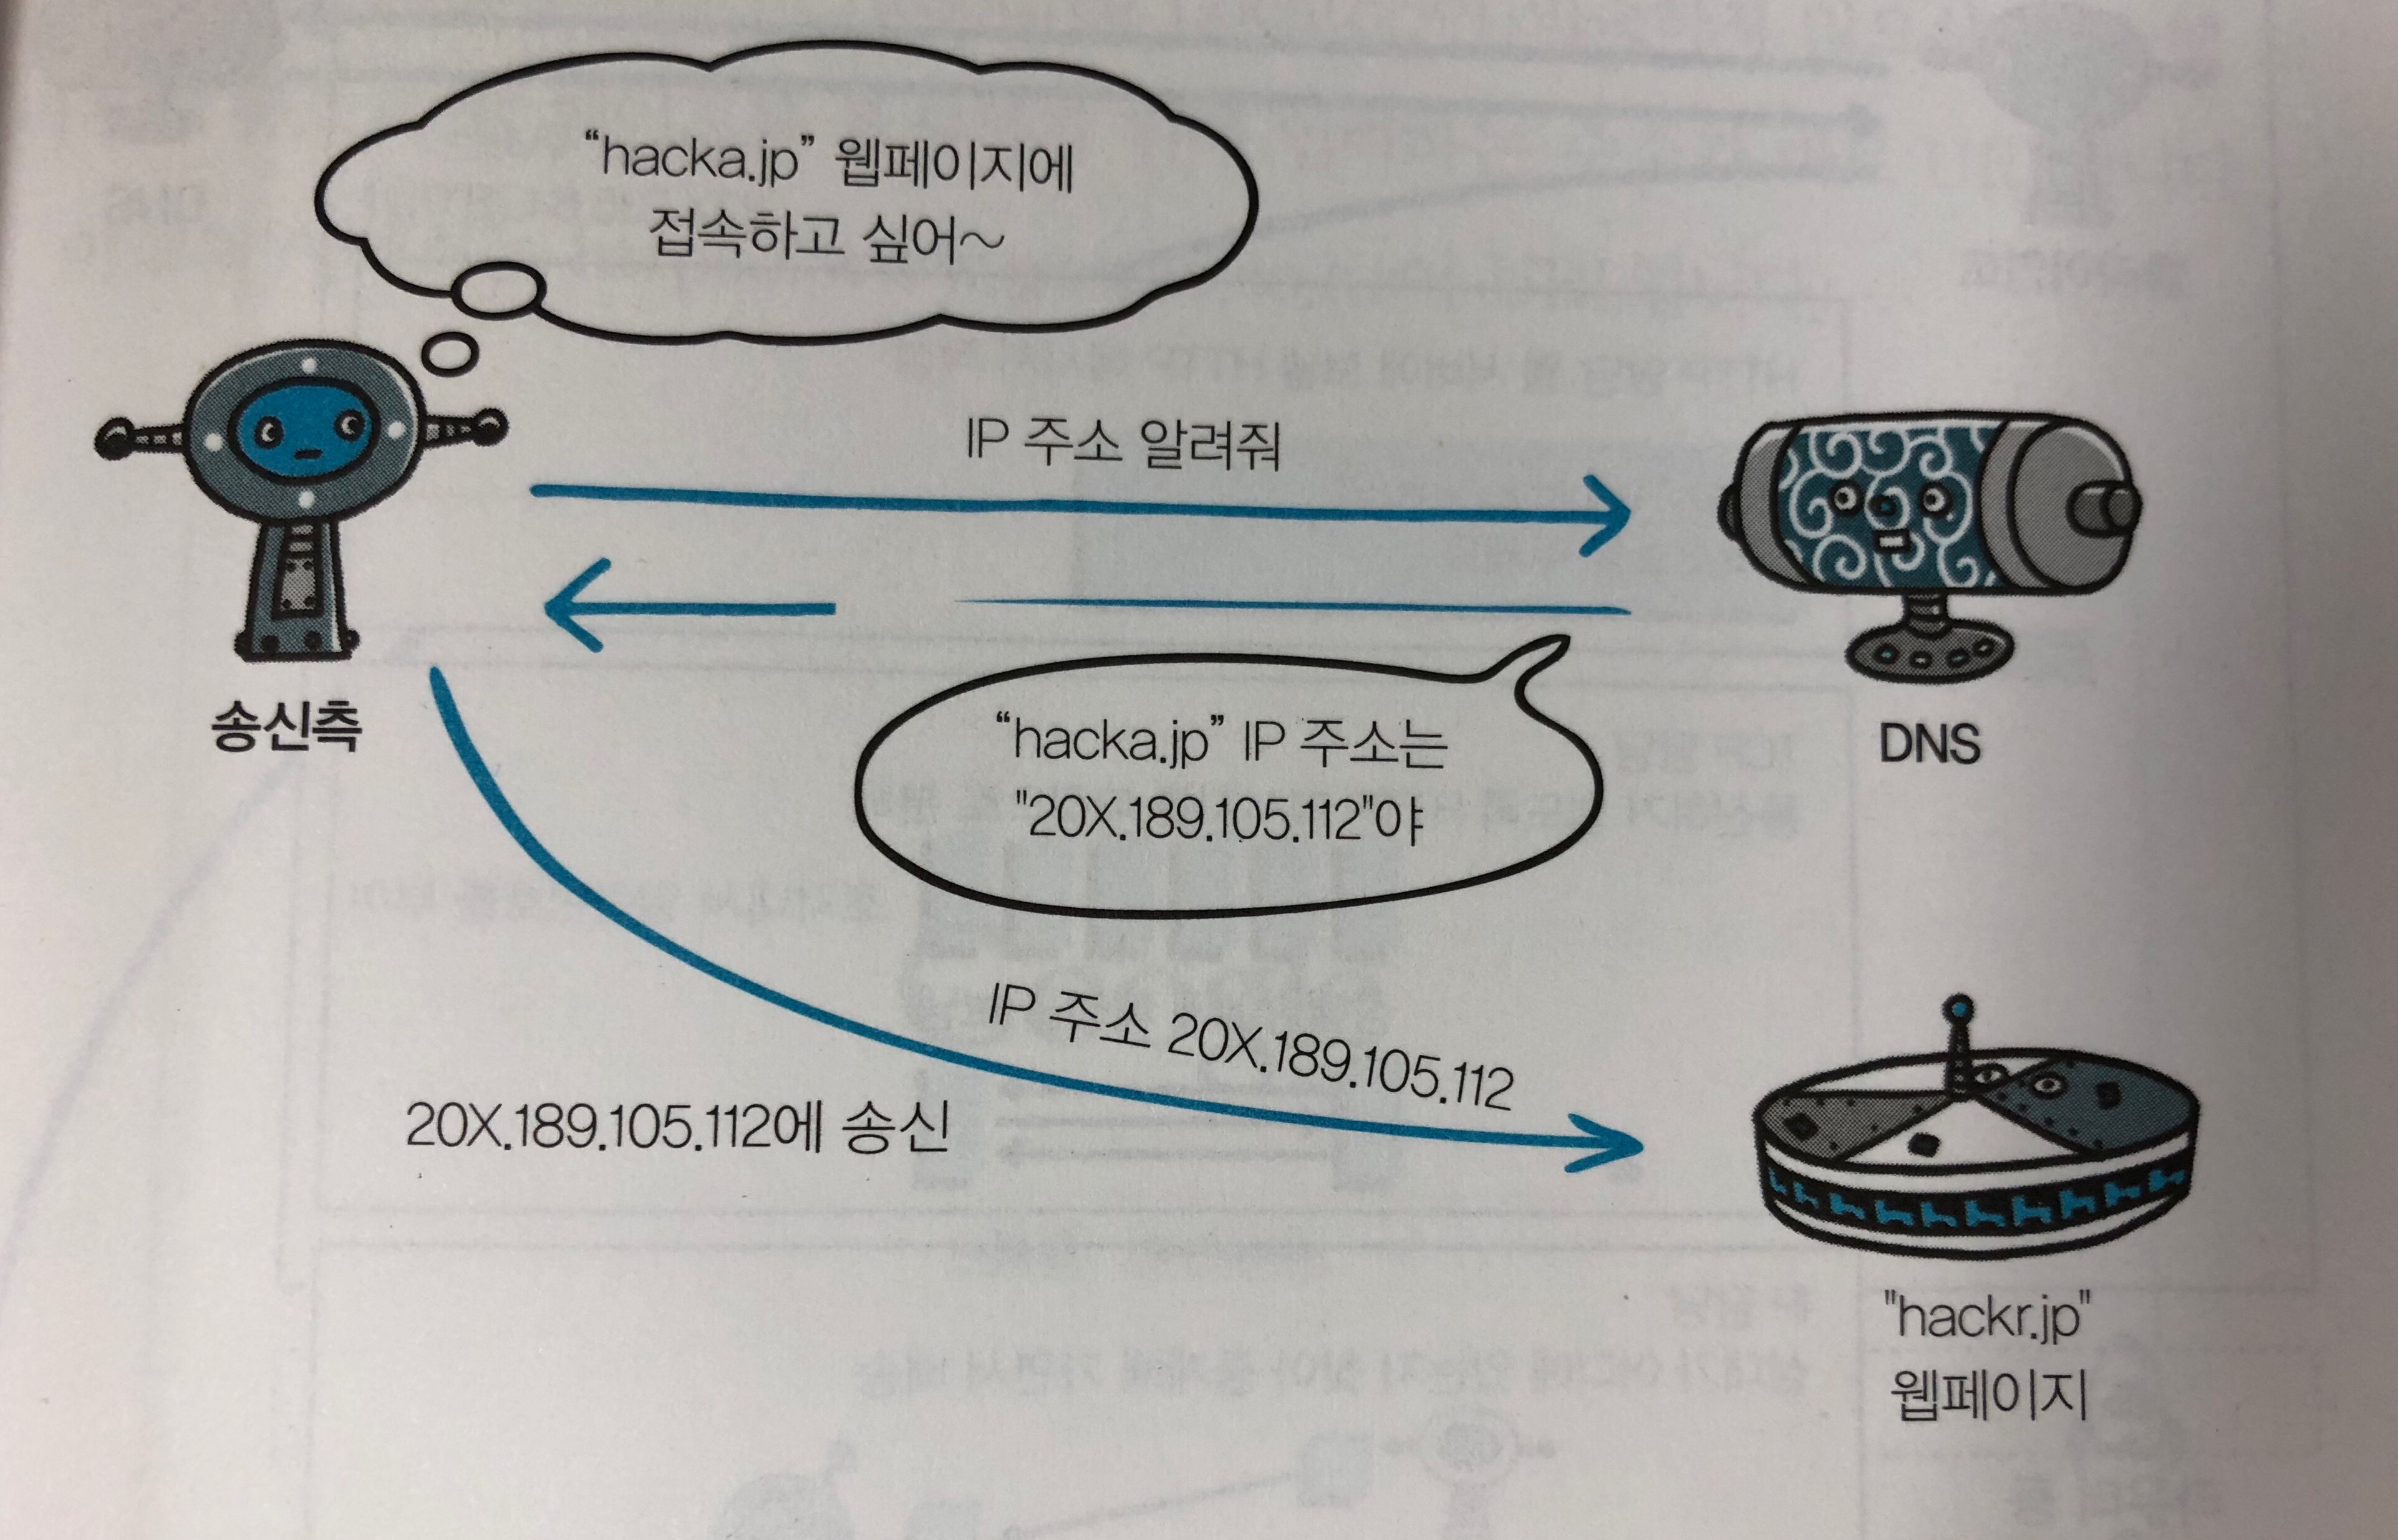 “hacka.jp” 웹페이지에
접속하고 싶어~
IP 주소 알려줘
송신측
DNS
“hacka.jp” IP 주소는
"20X.189.105.112"야
IP 주소 20X.189.105.112
20X.189.105.112에 송신
"hackr.jp"
웹페이지